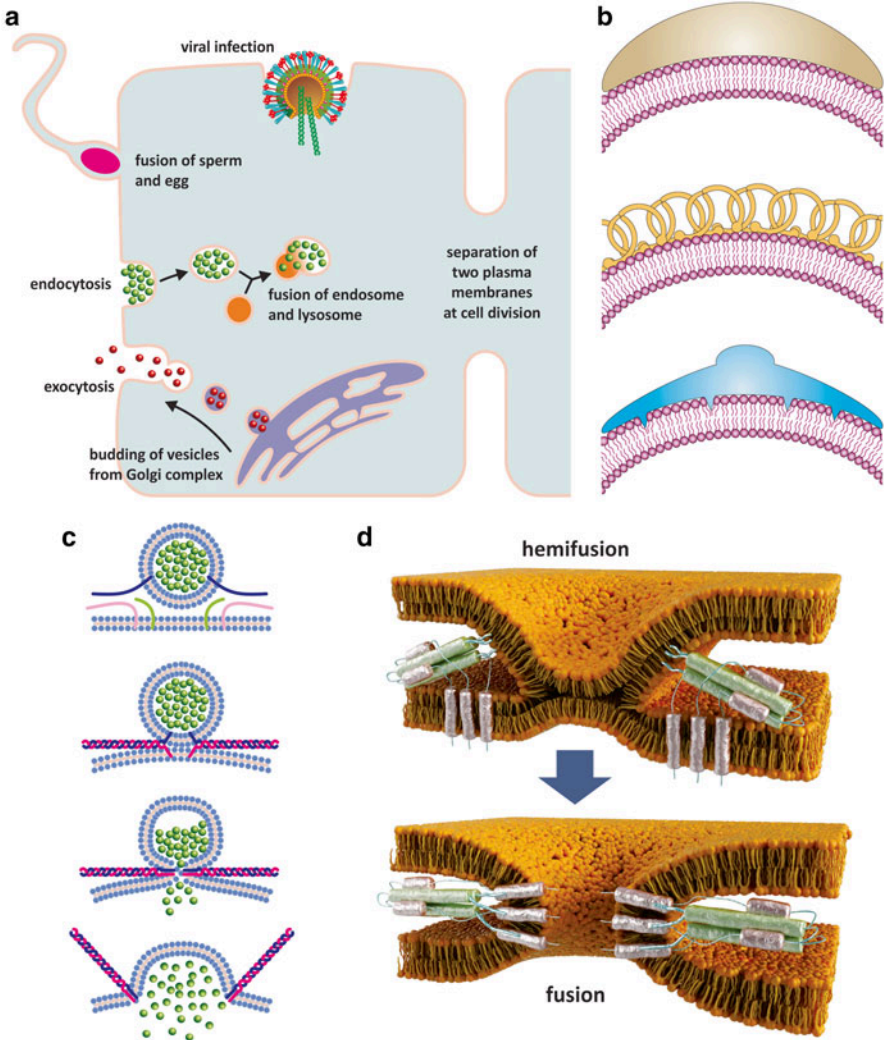 a
viral infection
fusion of sperm
and egg
endocytosis
fusion of endosome
and lysosome
separation of
two plasma
membranes
at cell division
exocytosis
budding of vesicles
from Golgi complex
b
c
d
hemifusion
fusion